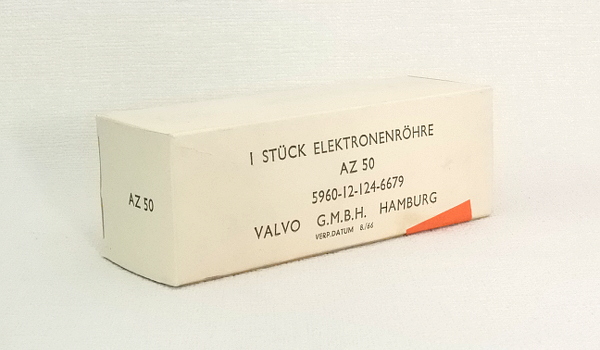 AZ 50
1 STÜCK ELEKTRONENRÖHRE
AZ 50
5960-12-124-6679
VALVO G.M.B.H. HAMBURG
VERP.DATUM 8./66